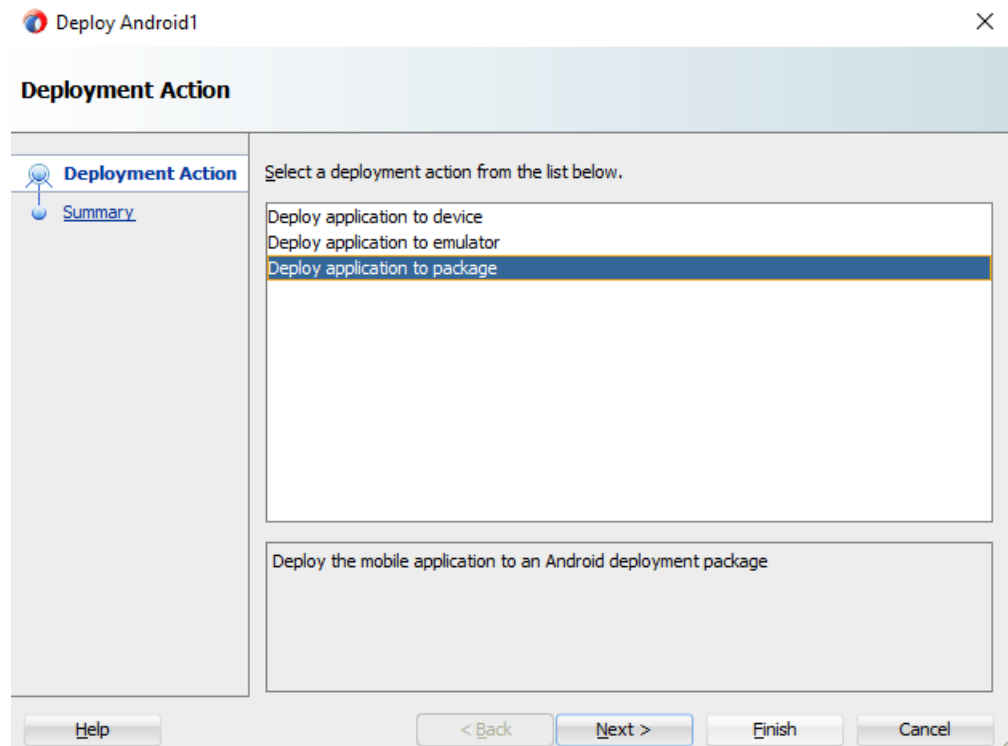 Deploy Android1
Deployment Action
Deployment Action
Summary
Select a deployment action from the list below.
Deploy application to device
Deploy application to emulator
Deploy application to package
Deploy the mobile application to an Android deployment package
Help
< Back
Next >
Finish
Cancel